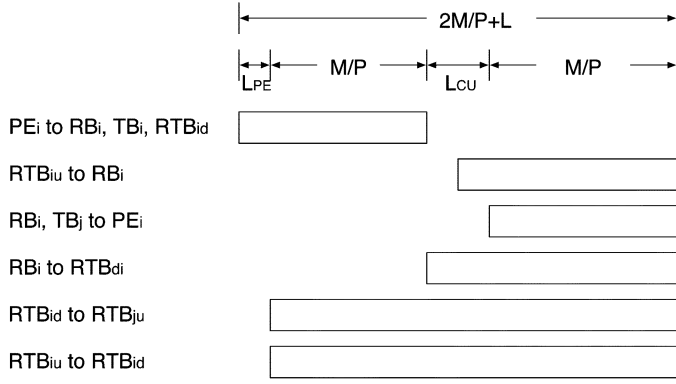 2M/P+L
LPE M/P LCU M/P
PEi to RBi, TBi, RTBid
RTBiu to RBi
RBi, TBj to PEi
RBi to RTBdi
RTBid to RTBju
RTBiu to RTBid